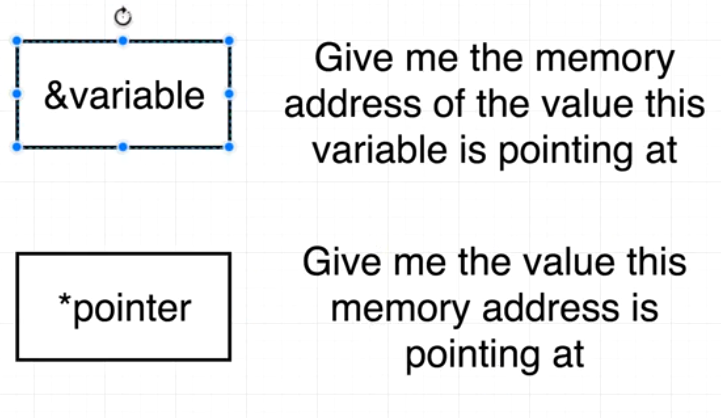 &variable
Give me the memory
address of the value this
variable is pointing at
*pointer
Give me the value this
memory address is
pointing at